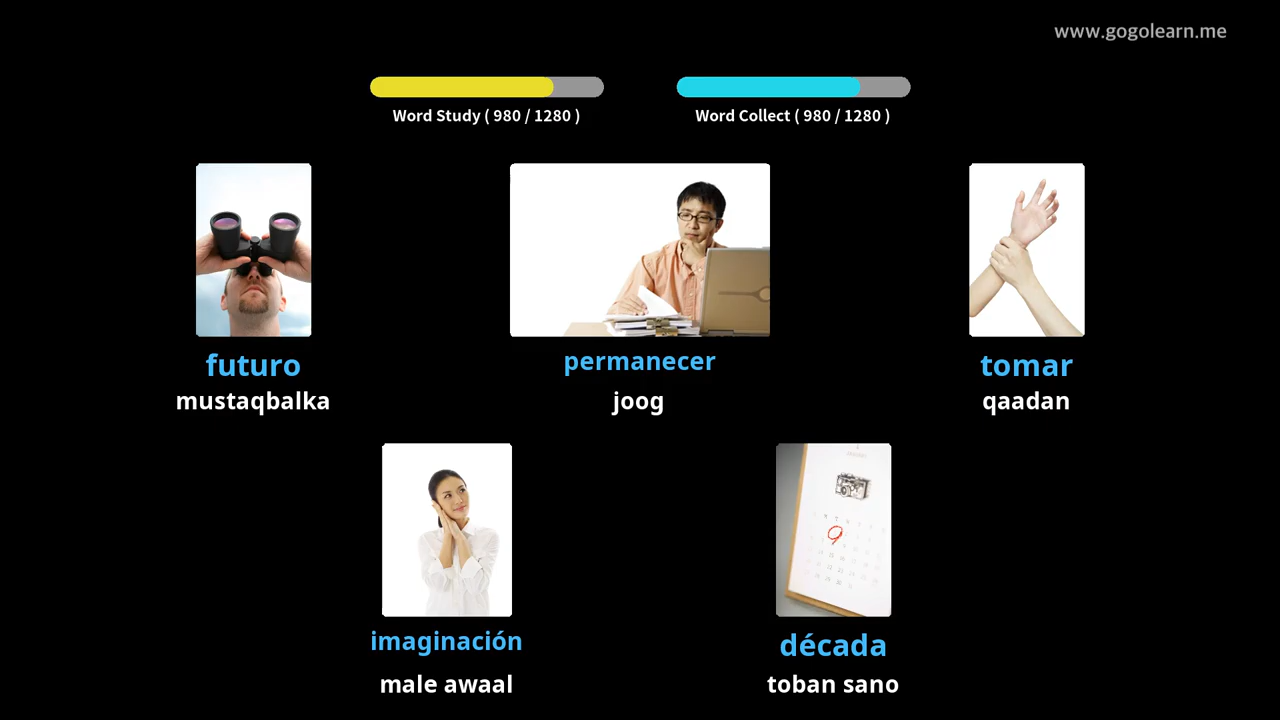 www.gogolearn.me
Word Study ( 980 / 1280 )
Word Collect ( 980 / 1280 )
futuro
mustaqbalka
permanecer
joog
tomar
qaadan
imaginación
male awaal
década
toban sano